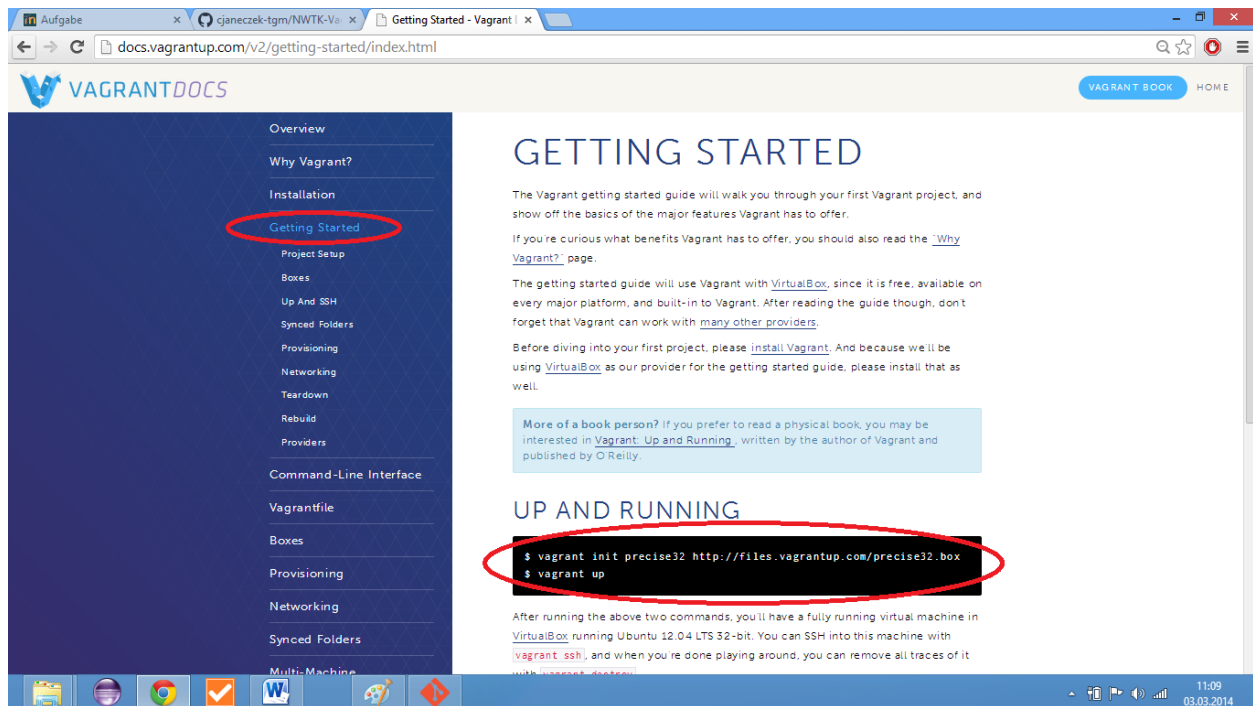 Aufgabe
cjaneczek-tgm/NWTK-Va
Getting Started - Vagrant
docs.vagrantup.com/v2/getting-started/index.html
VAGRANTDOCS
VAGRANT BOOK
HOME
Overview
Why Vagrant?
Installation
Getting Started
Project Setup
Boxes
Up And SSH
Synced Folders
Provisioning
Networking
Teardown
Rebuild
Providers
Command-Line Interface
Vagrantfile
Boxes
Provisioning
Networking
Synced Folders
Multi-Machine
GETTING STARTED
The Vagrant getting started guide will walk you through your first Vagrant project, and
show off the basics of the major features Vagrant has to offer.
If you're curious what benefits Vagrant has to offer, you should also read the "Why
Vagrant?" page.
The getting started guide will use Vagrant with VirtualBox, since it is free, available on
every major platform, and built-in to Vagrant. After reading the guide though, don't
forget that Vagrant can work with many other providers.
Before diving into your first project, please install Vagrant. And because we'll be
using VirtualBox as our provider for the getting started guide, please install that as
well.
More of a book person? If you prefer to read a physical book, you may be
interested in Vagrant: Up and Running , written by the author of Vagrant and
published by O'Reilly.
UP AND RUNNING
$ vagrant init precise32 http://files.vagrantup.com/precise32.box
$ vagrant up
After running the above two commands, you'll have a fully running virtual machine in
VirtualBox running Ubuntu 12.04 LTS 32-bit. You can SSH into this machine with
vagrant ssh, and when you're done playing around, you can remove all traces of it
with vagrant destroy
11:09
03.03.2014